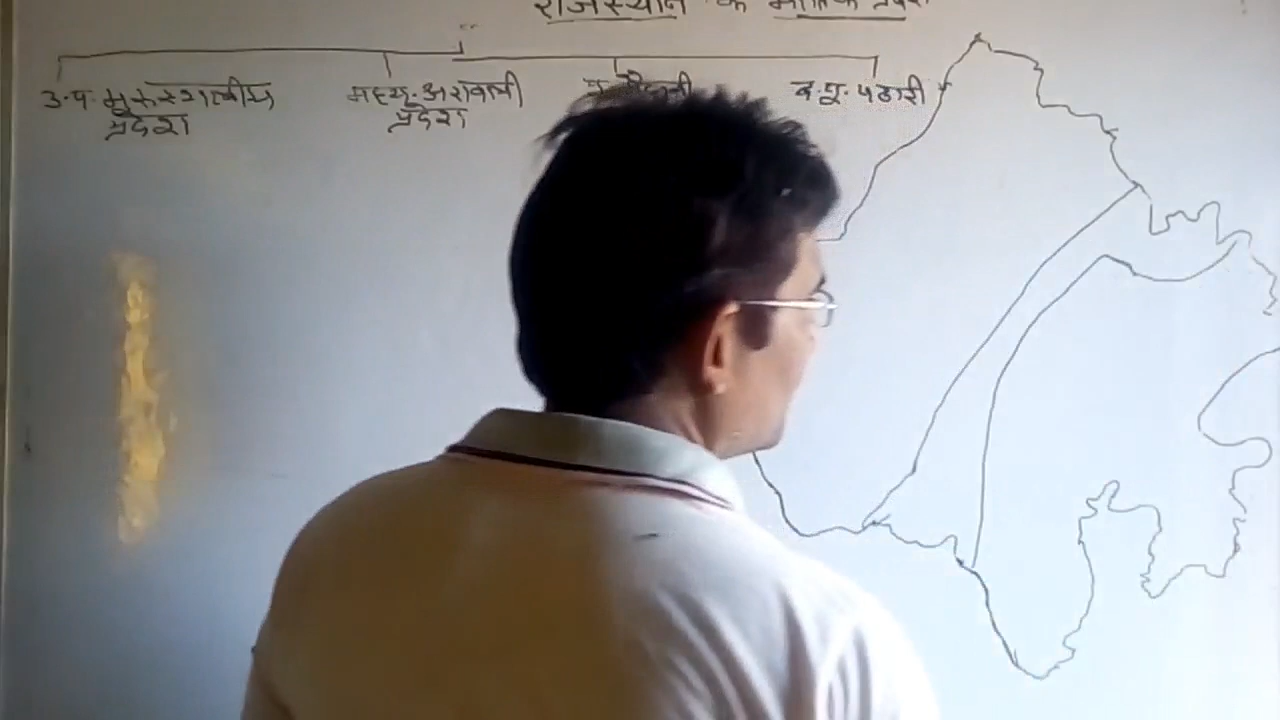 राजस्थान के भौतिक प्रदेश
उ.प. मरुस्थलीय प्रदेश
मध्य. अरावली प्रदेश
द. पू. पठारी